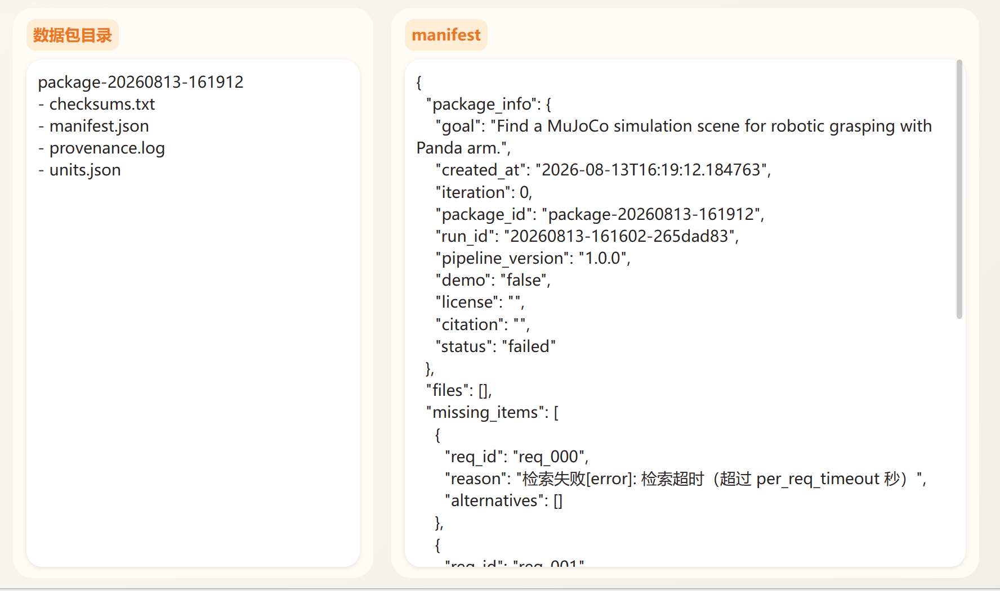 数据包目录
package-20260813-161912
- checksums.txt
- manifest.json
- provenance.log
- units.json
manifest
{
"package_info": {
"goal": "Find a MuJoCo simulation scene for robotic grasping with
Panda arm.",
"created_at": "2026-08-13T16:19:12.184763",
"iteration": 0,
"package_id": "package-20260813-161912",
"run_id": "20260813-161602-265dad83",
"pipeline_version": "1.0.0",
"demo": "false",
"license": "",
"citation": "",
"status": "failed"
},
"files": [],
"missing_items": [
{
"req_id": "req_000",
"reason": "检索失败[error]: 检索超时（超过 per_req_timeout 秒）",
"alternatives": []
},
{
"req_id": "req_001"